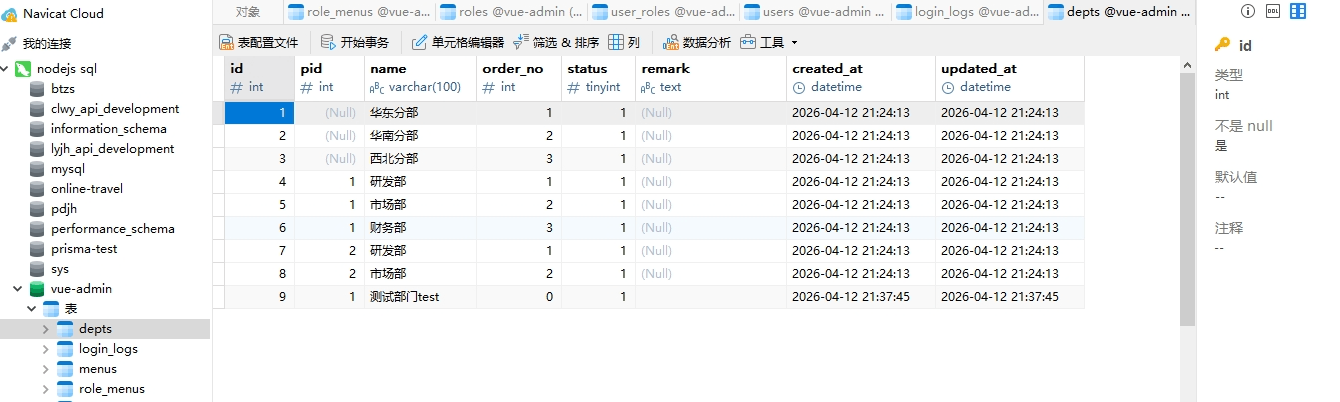 Navicat Cloud
我的连接
nodejs sql
btzs
clwy_api_development
information_schema
lyjh_api_development
mysql
online-travel
pdjh
performance_schema
prisma-test
sys
vue-admin
表
depts
login_logs
menus
role_menus
对象 role_menus @vue-a... roles @vue-admin (... user_roles @vue-ad... users @vue-admin ... login_logs @vue-ad... depts @vue-admin ...
表配置文件 开始事务 单元格编辑器 筛选 & 排序 列 数据分析 工具
id pid name order_no status remark created_at updated_at
# int # int ABC varchar(100) # int # tinyint ABC text datetime datetime
1 (Null) 华东分部 1 1 (Null) 2026-04-12 21:24:13 2026-04-12 21:24:13
2 (Null) 华南分部 2 1 (Null) 2026-04-12 21:24:13 2026-04-12 21:24:13
3 (Null) 西北分部 3 1 (Null) 2026-04-12 21:24:13 2026-04-12 21:24:13
4 1 研发部 1 1 (Null) 2026-04-12 21:24:13 2026-04-12 21:24:13
5 1 市场部 2 1 (Null) 2026-04-12 21:24:13 2026-04-12 21:24:13
6 1 财务部 3 1 (Null) 2026-04-12 21:24:13 2026-04-12 21:24:13
7 2 研发部 1 1 (Null) 2026-04-12 21:24:13 2026-04-12 21:24:13
8 2 市场部 2 1 (Null) 2026-04-12 21:24:13 2026-04-12 21:24:13
9 1 测试部门test 0 1 2026-04-12 21:37:45 2026-04-12 21:37:45
DDL
id
类型
int
不是 null
是
默认值
--
注释
--